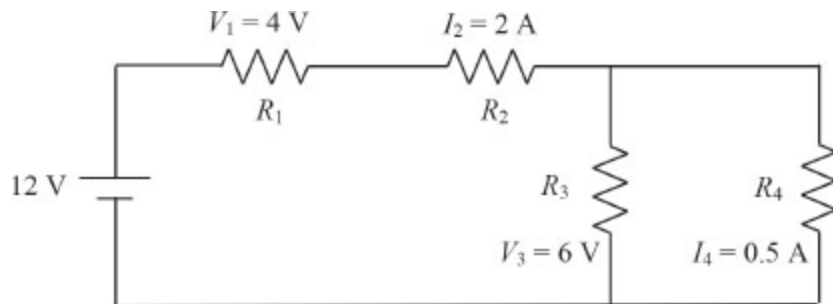 V₁ = 4 V I₂ = 2 A
R₁ R₂
12 V R₃ R₄
V₃ = 6 V I₄ = 0.5 A